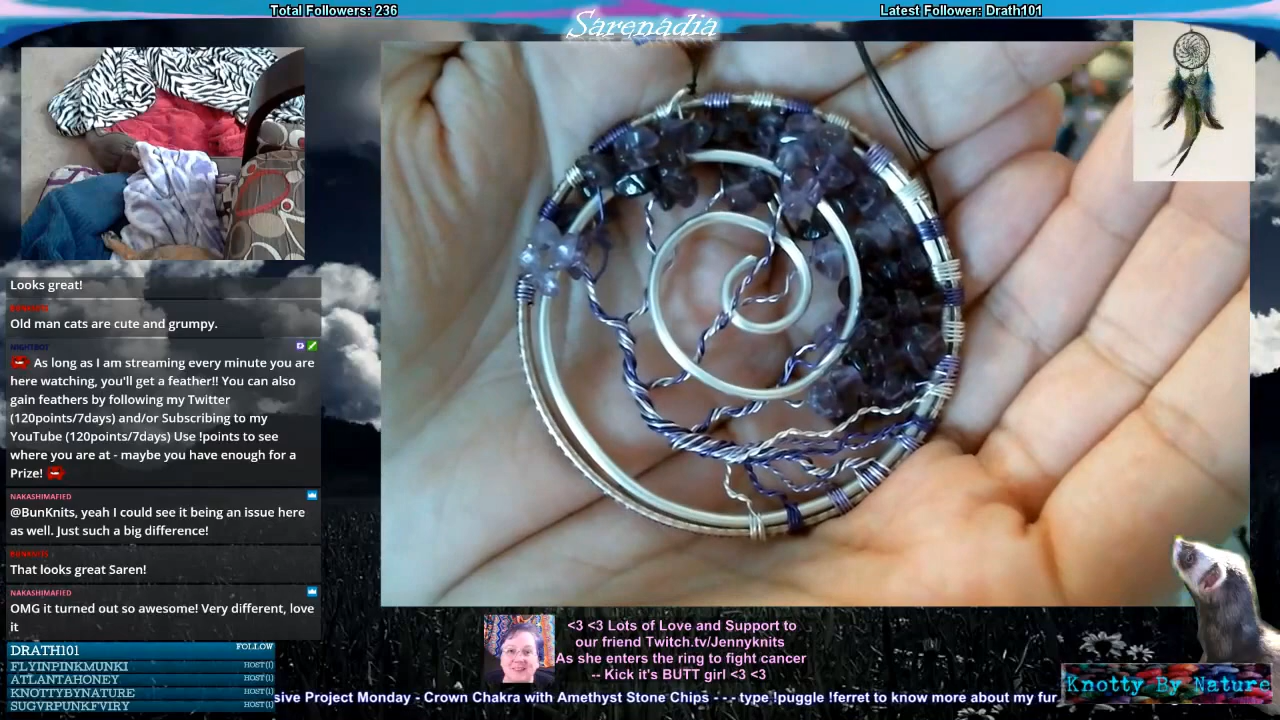 Total Followers: 236
Sarenadia
Latest Follower: Drath101
Looks great!
BUNKNITS
Old man cats are cute and grumpy.
NIGHTBOT
As long as I am streaming every minute you are
here watching, you'll get a feather!! You can also
gain feathers by following my Twitter
(120points/7days) and/or Subscribing to my
YouTube (120points/7days) Use !points to see
where you are at - maybe you have enough for a
Prize!
NAKASHIMAFIED
@BunKnits, yeah I could see it being an issue here
as well. Just such a big difference!
BUNKNITS
That looks great Saren!
NAKASHIMAFIED
OMG it turned out so awesome! Very different, love
it
DRATH101 FOLLOW
FLYINPINKMUNKI HOST(1)
ATLANTAHONEY HOST(1)
KNOTTYBYNATURE HOST(1)
SUGVRPUNKFVIRY HOST(1)
<3 <3 Lots of Love and Support to
our friend Twitch.tv/Jennyknits
As she enters the ring to fight cancer
-- Kick it's BUTT girl <3 <3
sive Project Monday - Crown Chakra with Amethyst Stone Chips - - - type !puggle !ferret to know more about my fur
Knotty By Nature